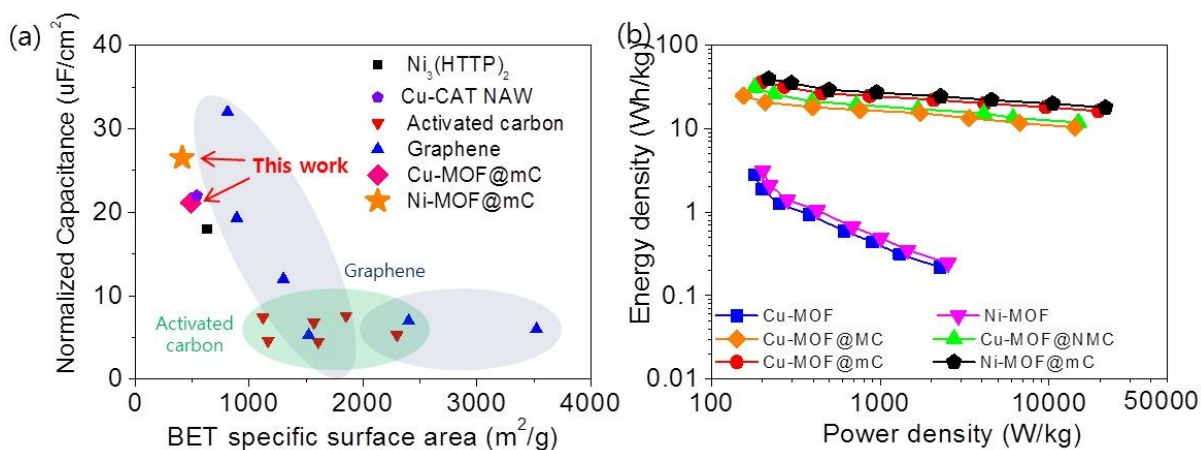 (a)
Normalized Capacitance (uF/cm²)
40
30
20
10
0
Ni₃(HTTP)₂
Cu-CAT NAW
Activated carbon
Graphene
Cu-MOF@mC
Ni-MOF@mC
This work
Graphene
Activated
carbon
0 1000 2000 3000 4000
BET specific surface area (m²/g)
(b)
Energy density (Wh/kg)
100
10
1
0.1
0.01
Cu-MOF Ni-MOF
Cu-MOF@MC Cu-MOF@NMC
Cu-MOF@mC Ni-MOF@mC
100 1000 10000 50000
Power density (W/kg)